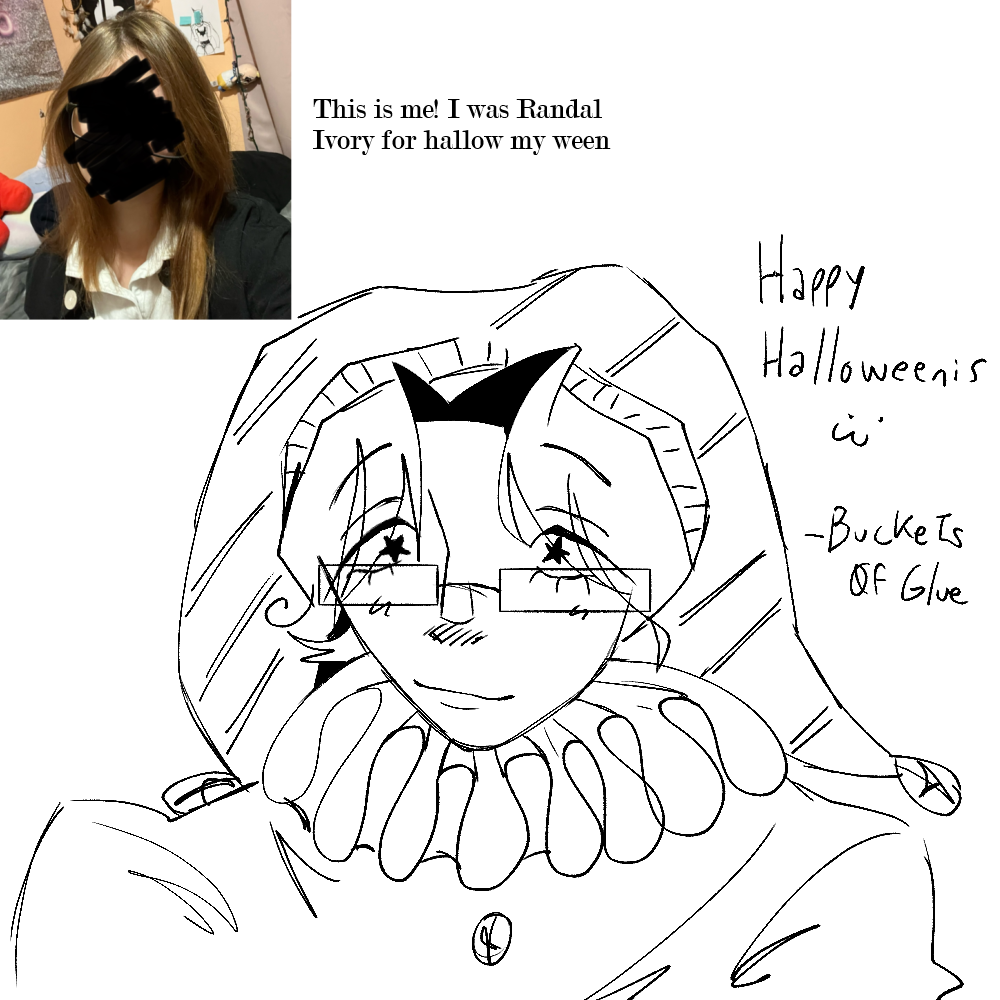 This is me! I was Randal
Ivory for hallow my ween
Happy
Halloweenis
-Buckets
Of Glue